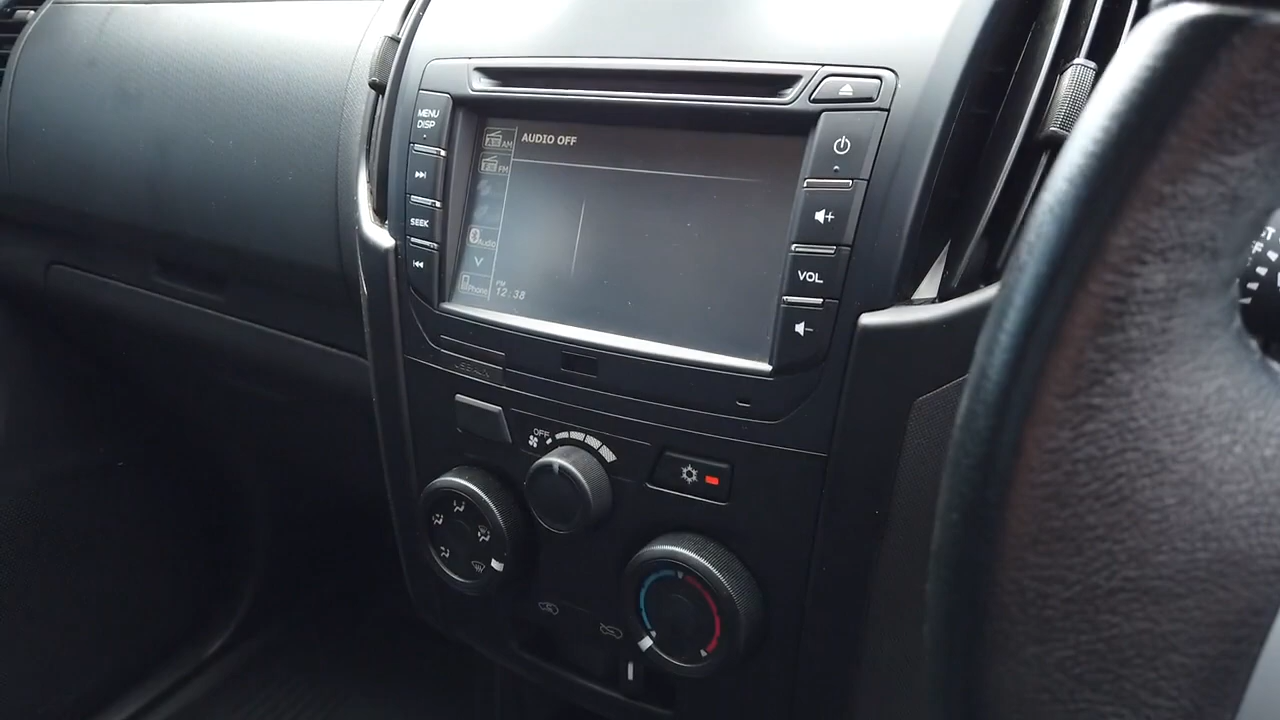 MENU
DISP
AM
AUDIO OFF
FM
SEEK
Audio
Phone
PM
12:38
VOL
OFF